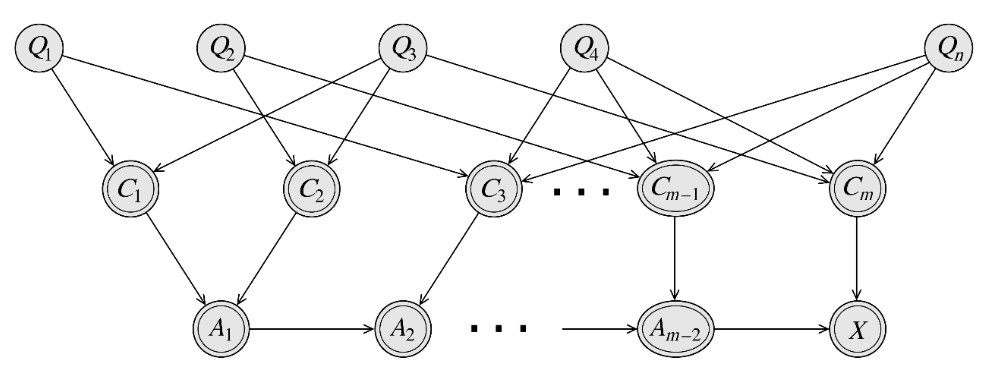 Q1 Q2 Q3 Q4 Qn
C1 C2 C3 ... Cm−1 Cm
A1 A2 ... Am−2 X